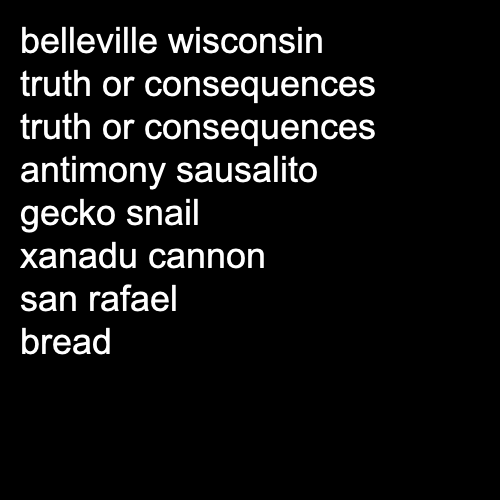 belleville wisconsin
truth or consequences
truth or consequences
antimony sausalito
gecko snail
xanadu cannon
san rafael
bread